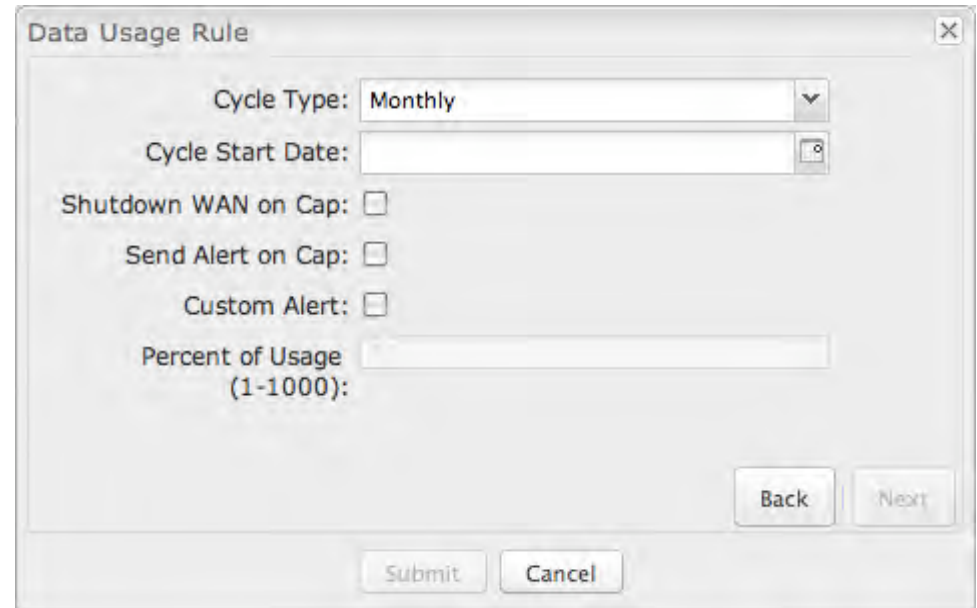 Data Usage Rule
Cycle Type: Monthly
Cycle Start Date:
Shutdown WAN on Cap:
Send Alert on Cap:
Custom Alert:
Percent of Usage
(1-1000):
Back Next
Submit Cancel